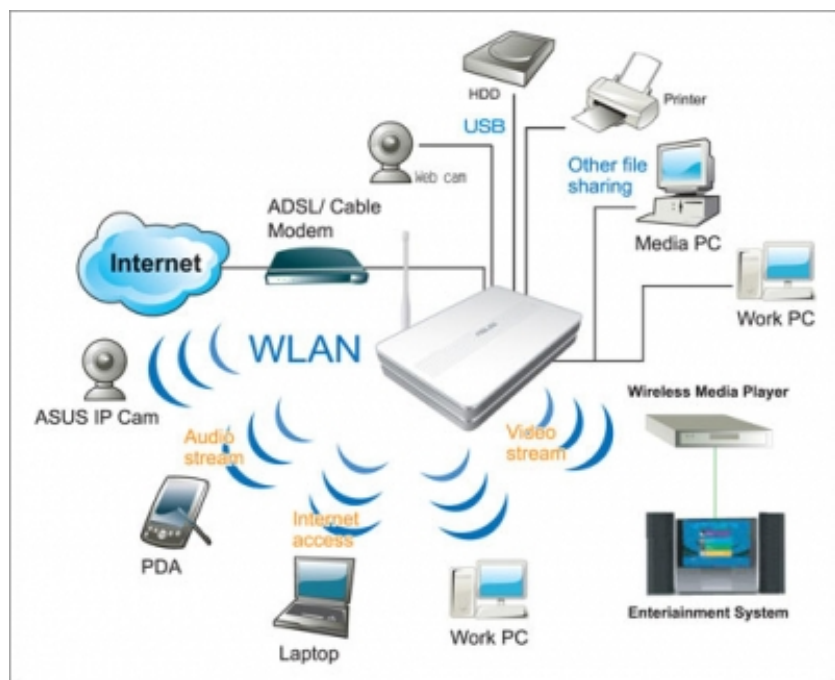 HDD
Printer
USB
Web cam
Other file
sharing
ADSL/ Cable
Modem
Media PC
Internet
Work PC
WLAN
ASUS
Wireless Media Player
ASUS IP Cam
Audio
stream
Video
stream
Internet
access
PDA
Laptop
Work PC
Enteriainment System